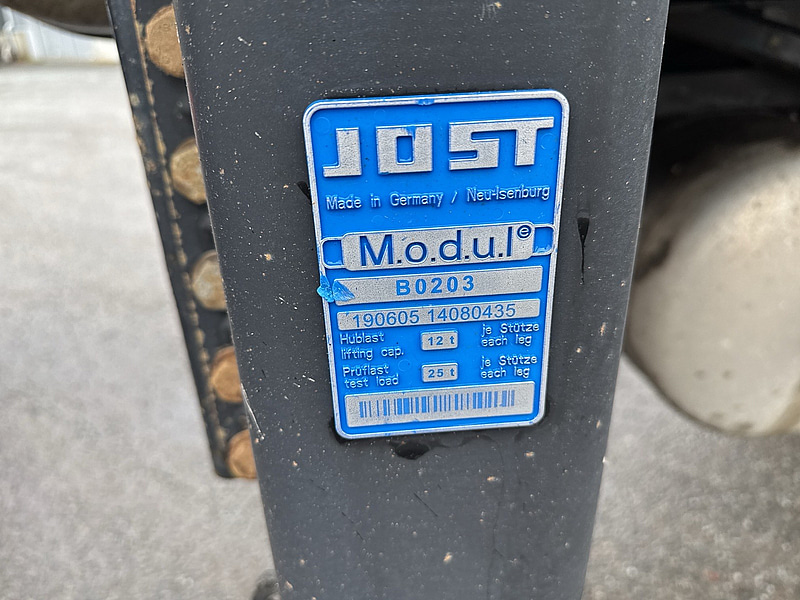 JOST
Made in Germany / Neu-Isenburg
M.o.d.u.l®
B0203
190605 14080435
Hublast 12 t je Stütze
lifting cap. each leg
Prüflast 25 t je Stütze
test load each leg